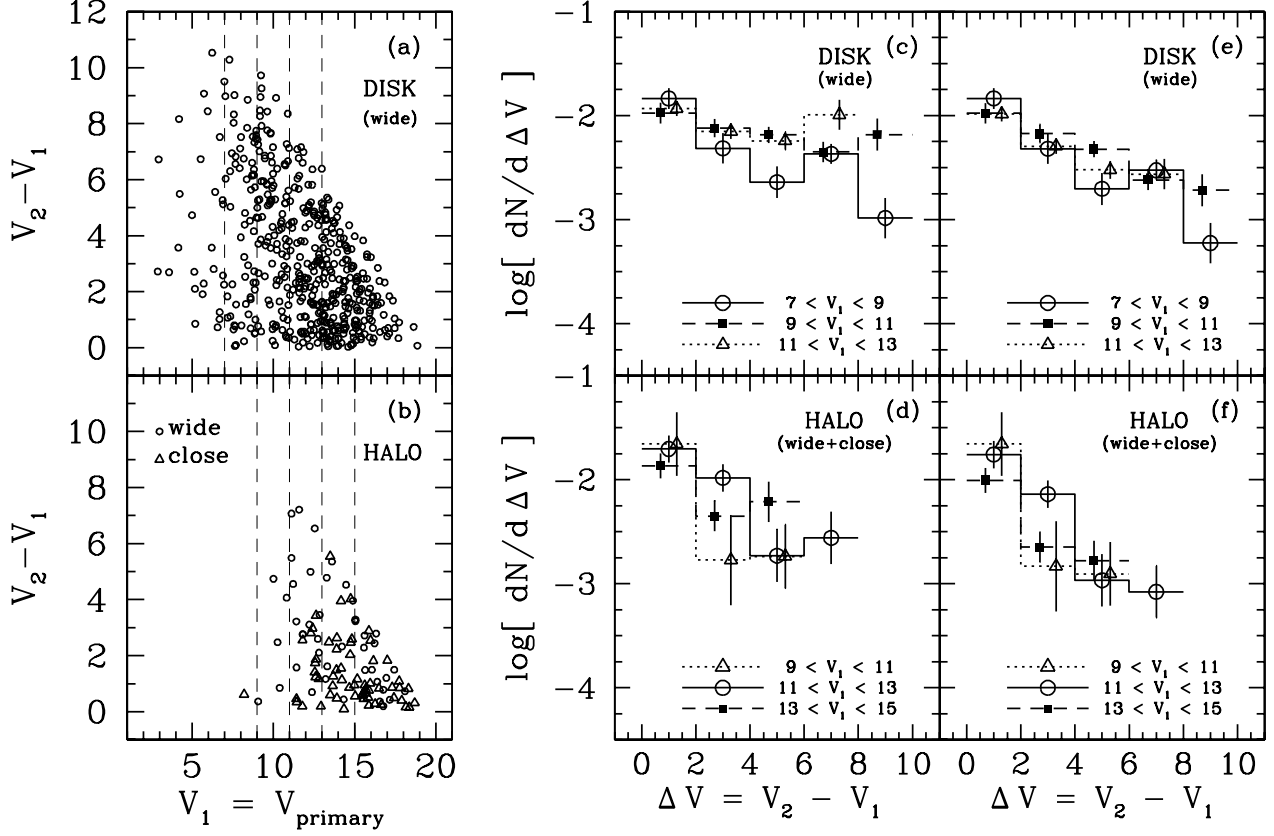 12
10
8
6
4
2
0
V2−V1
(a)
DISK
(wide)
10
8
6
4
2
0
V2−V1
(b)
wide
close
HALO
5 10 15 20
V1 = Vprimary
−1
−2
−3
−4
log[ dN/d Δ V ]
(c)
DISK
(wide)
7 < V1 < 9
9 < V1 < 11
11 < V1 < 13
(e)
DISK
(wide)
7 < V1 < 9
9 < V1 < 11
11 < V1 < 13
−1
−2
−3
−4
log[ dN/d Δ V ]
(d)
HALO
(wide+close)
9 < V1 < 11
11 < V1 < 13
13 < V1 < 15
(f)
HALO
(wide+close)
9 < V1 < 11
11 < V1 < 13
13 < V1 < 15
0 2 4 6 8 10
Δ V = V2 − V1
0 2 4 6 8 10
Δ V = V2 − V1